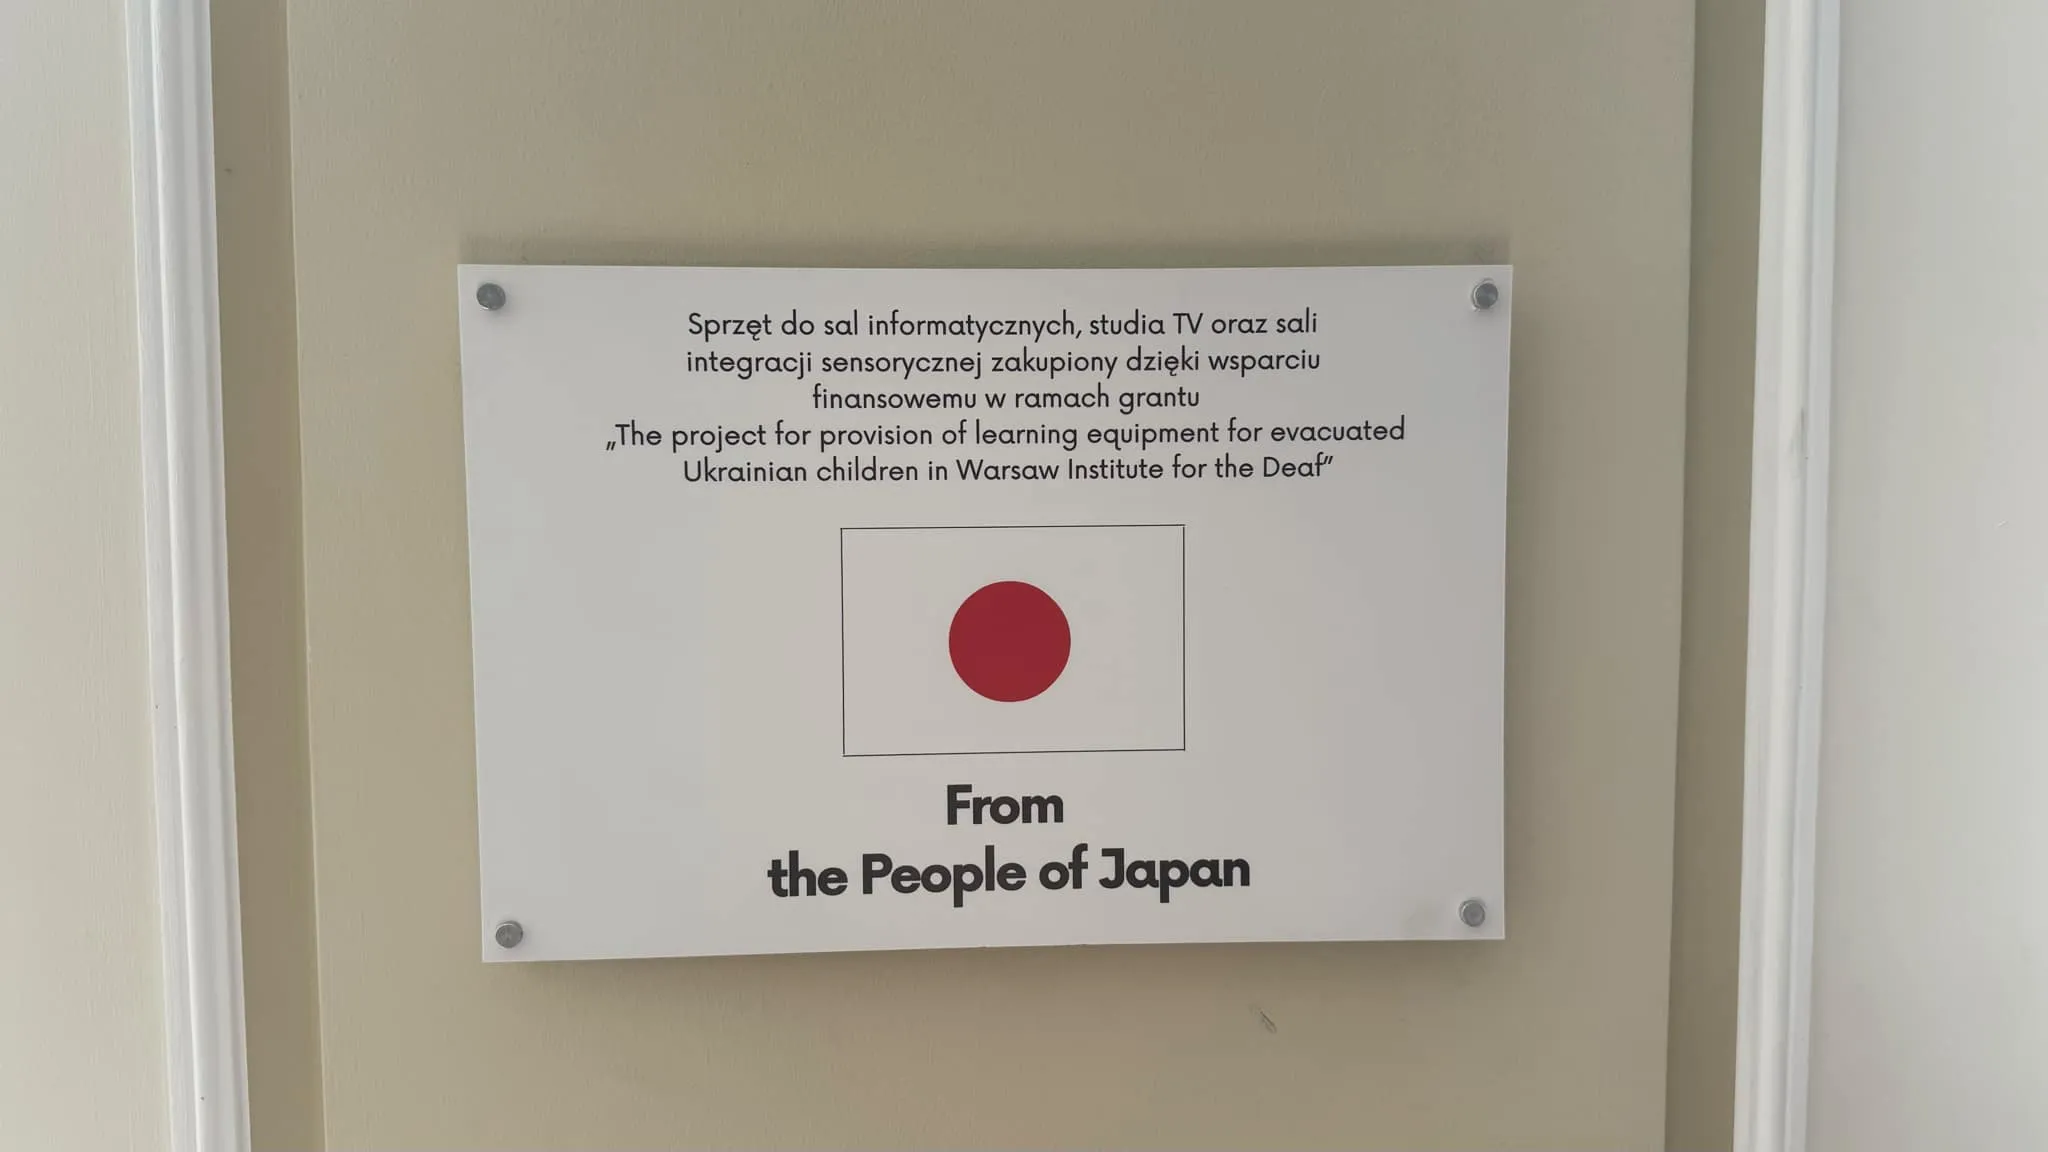 Sprzęt do sal informatycznych, studia TV oraz sali
integracji sensorycznej zakupiony dzięki wsparciu
finansowemu w ramach grantu
„The project for provision of learning equipment for evacuated
Ukrainian children in Warsaw Institute for the Deaf”
From
the People of Japan